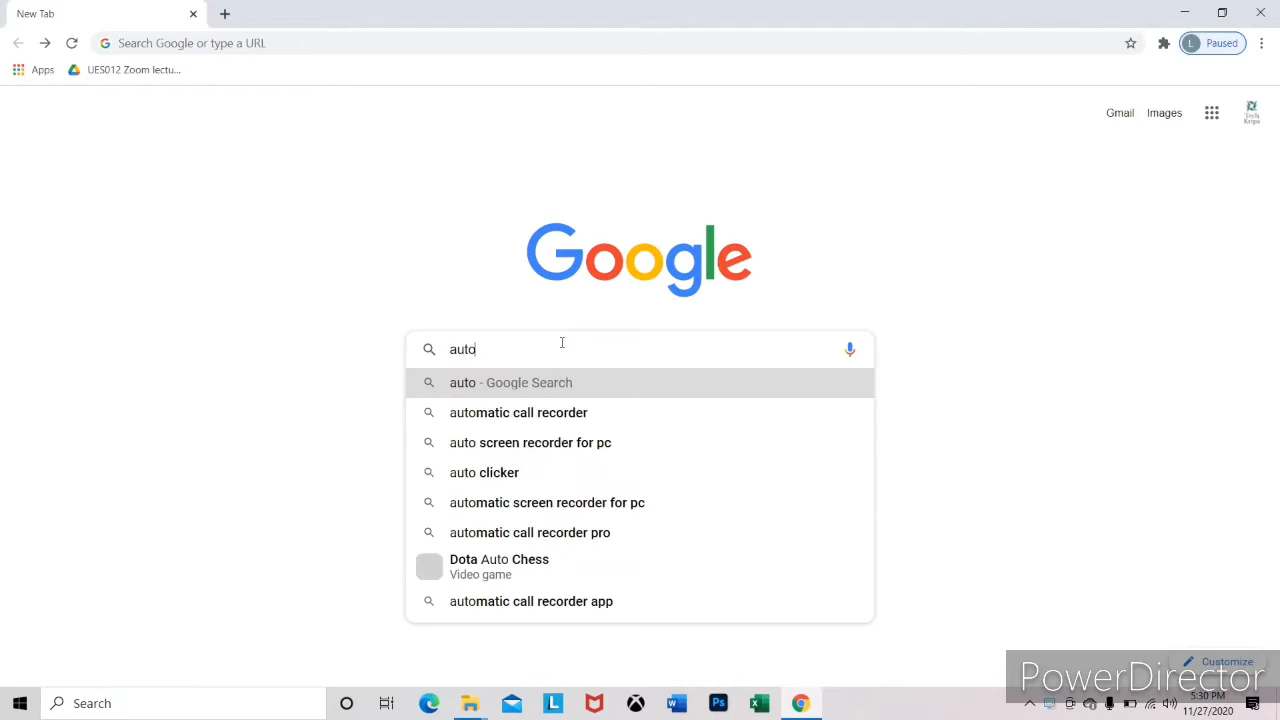 New Tab
Search Google or type a URL
L Paused
Apps UES012 Zoom lectu...
Gmail Images
Google
auto
auto - Google Search
automatic call recorder
auto screen recorder for pc
auto clicker
automatic screen recorder for pc
automatic call recorder pro
Dota Auto Chess
Video game
automatic call recorder app
Customize
PowerDirector
Search
L
W
Ps
X
5:30 PM
11/27/2020